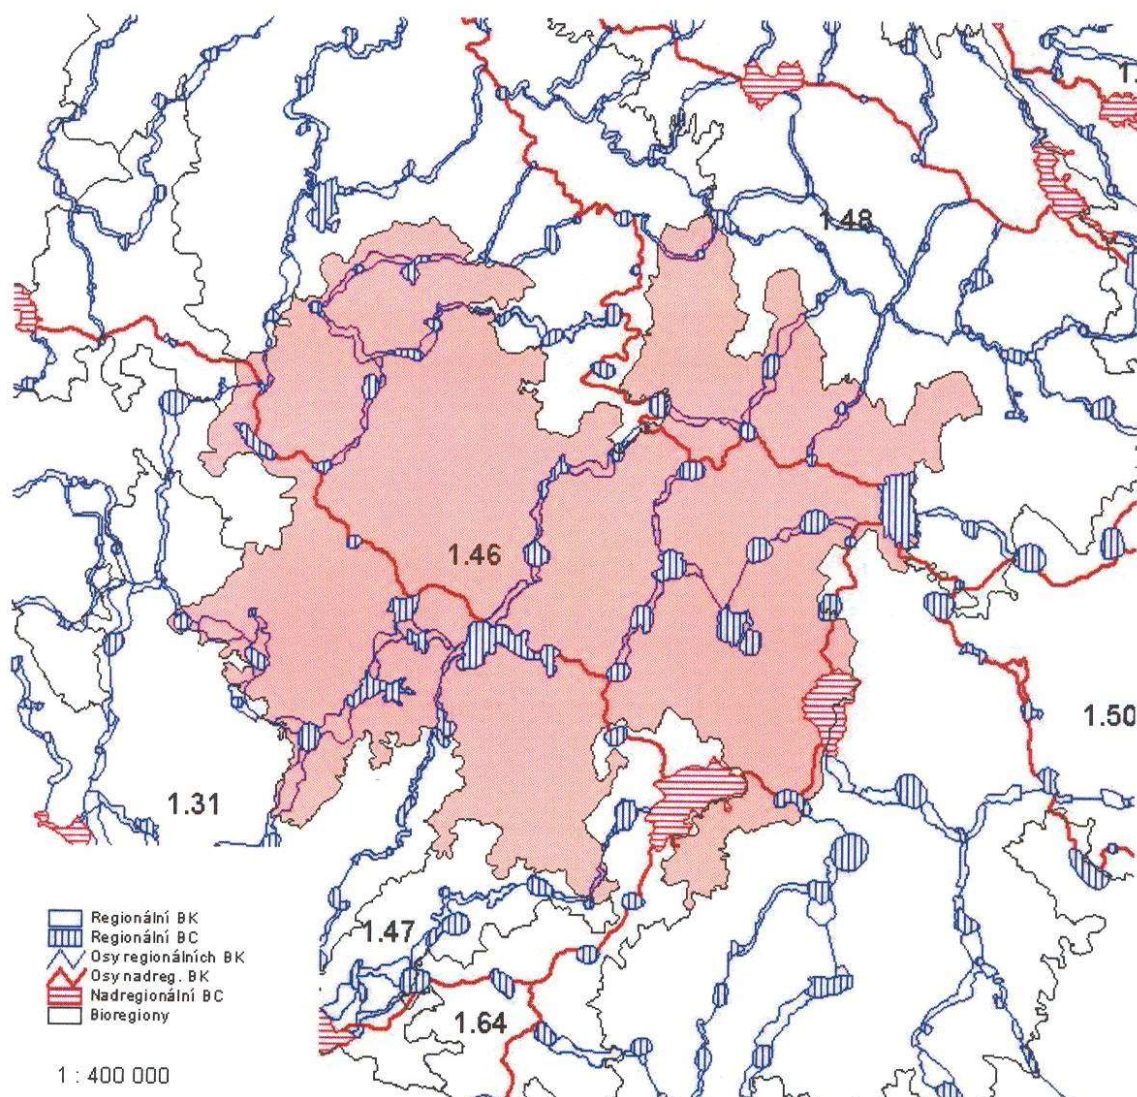 1.
1.48
1.46
1.50
1.31
1.47
1.64
Regionální BK
Regionální BC
Osy regionálních BK
Osy nadreg. BK
Nadregionální BC
Bioregiony
1 : 400 000